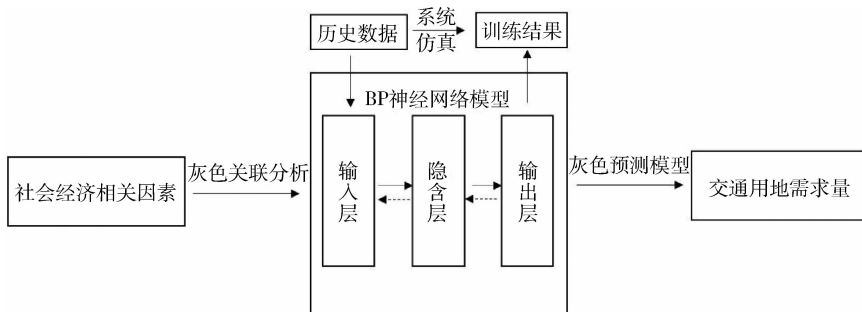 历史数据
系统
仿真
训练结果
BP神经网络模型
社会经济相关因素
灰色关联分析
输入层
隐含层
输出层
灰色预测模型
交通用地需求量